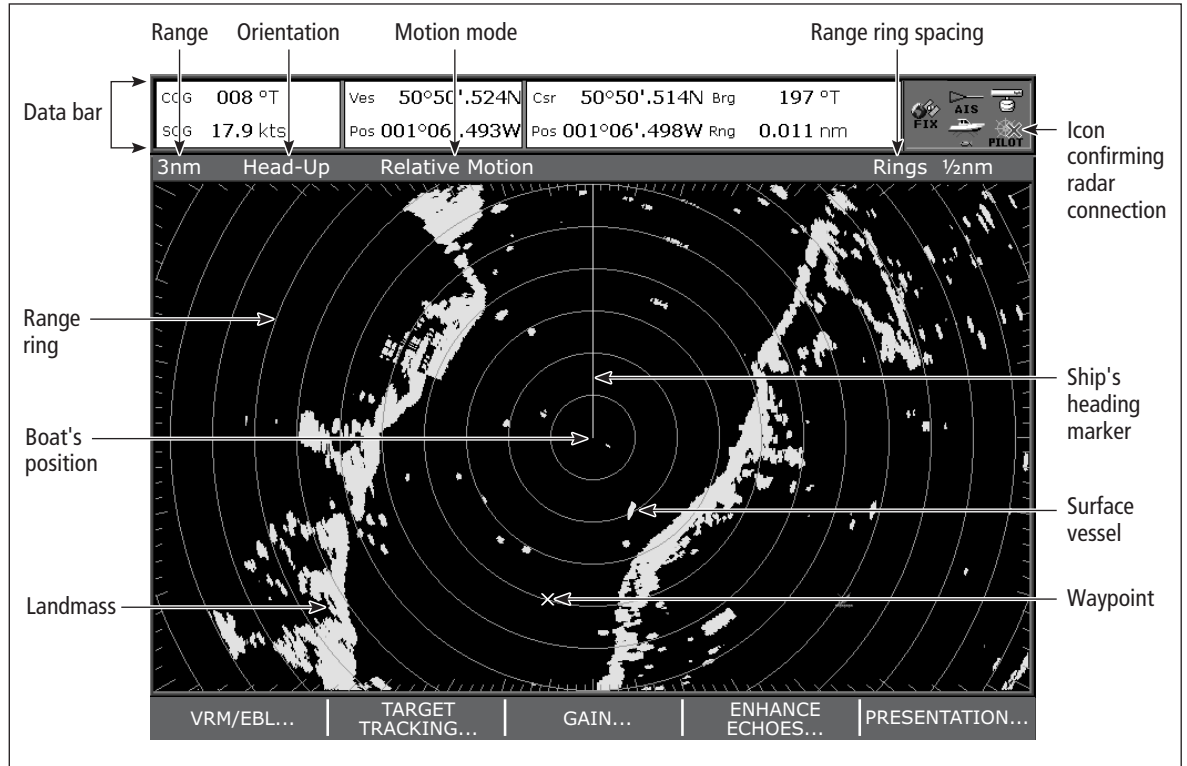 Range Orientation Motion mode Range ring spacing
Data bar
COG 008 °T
SOG 17.9 kts
Ves 50°50'.524N
Pos 001°06'.493W
Csr 50°50'.514N Brg 197 °T
Pos 001°06'.498W Rng 0.011 nm
FIX
AIS
PILOT
Icon
confirming
radar
connection
3nm Head-Up Relative Motion Rings ½nm
Range
ring
Ship's
heading
marker
Boat's
position
Surface
vessel
Landmass
Waypoint
VRM/EBL...
TARGET
TRACKING...
GAIN...
ENHANCE
ECHOES...
PRESENTATION...